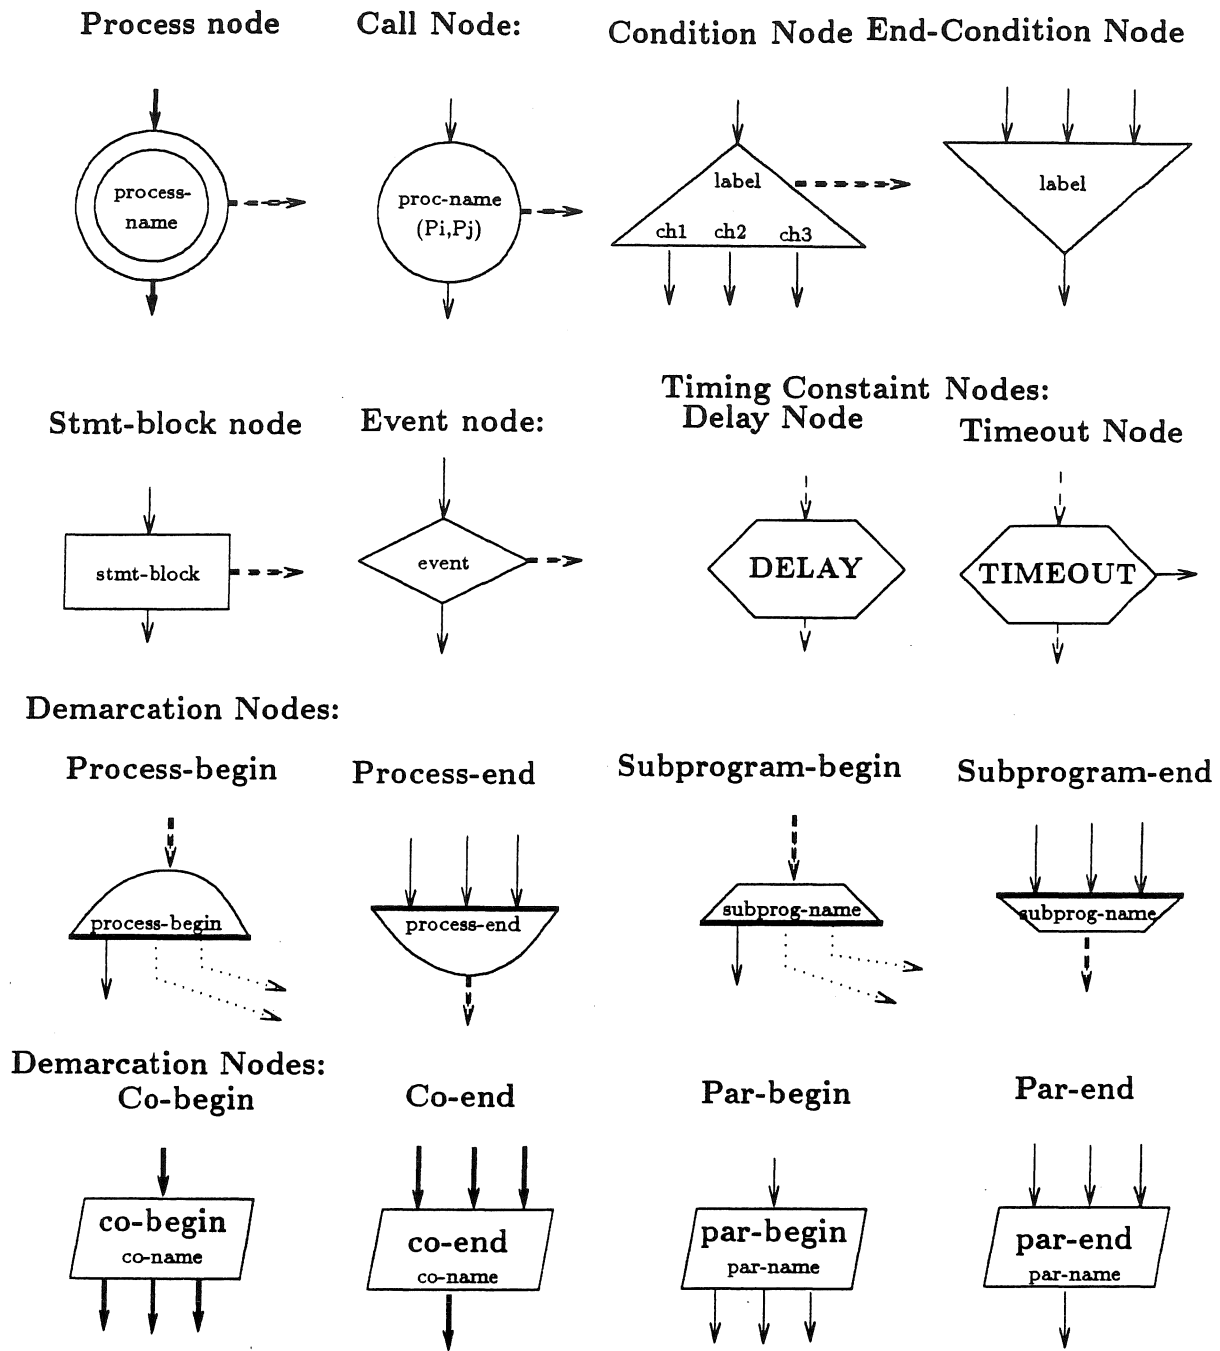 Process node
Call Node:
Condition Node
End-Condition Node
process-
name
proc-name
(Pi,Pj)
label
ch1
ch2
ch3
label
Stmt-block node
Event node:
Timing Constaint Nodes:
Delay Node
Timeout Node
stmt-block
event
DELAY
TIMEOUT
Demarcation Nodes:
Process-begin
Process-end
Subprogram-begin
Subprogram-end
process-begin
process-end
subprog-name
subprog-name
Demarcation Nodes:
Co-begin
Co-end
Par-begin
Par-end
co-begin
co-name
co-end
co-name
par-begin
par-name
par-end
par-name